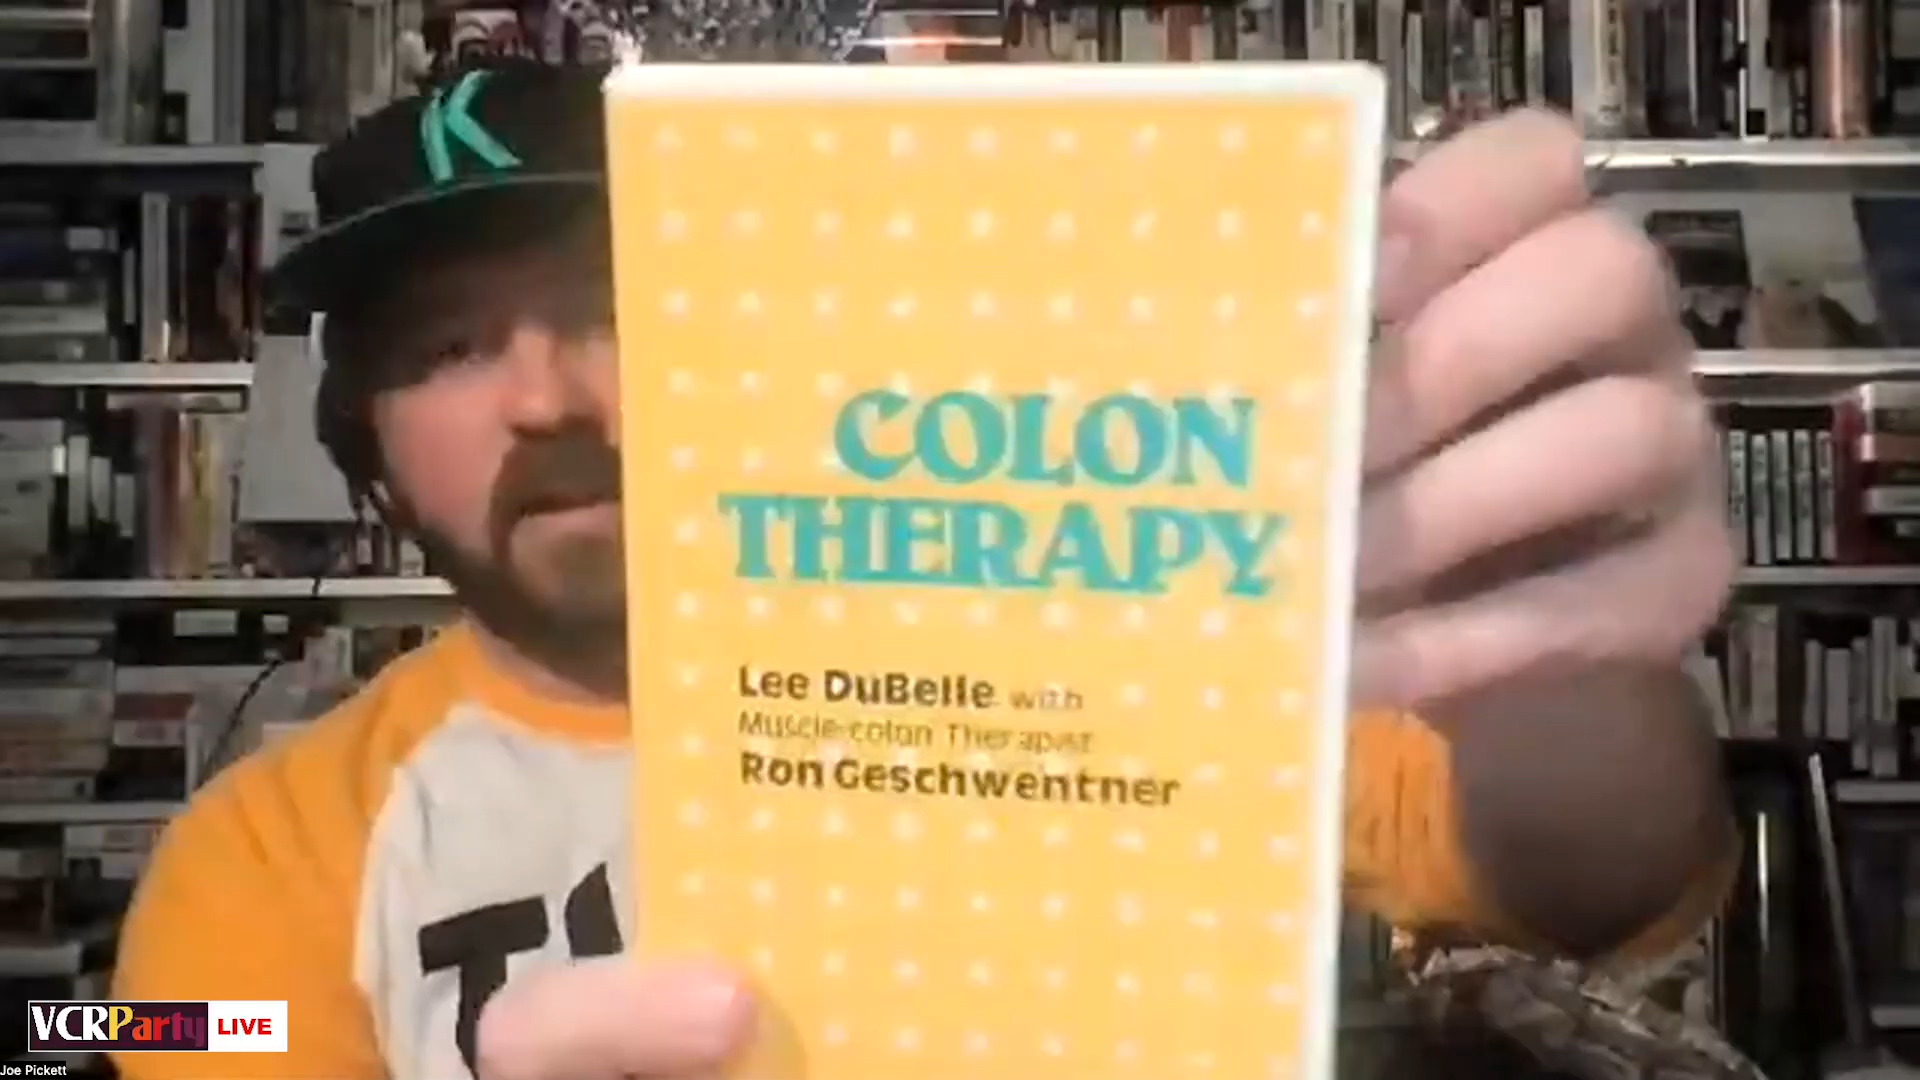 K
COLON
THERAPY
Lee DuBelle with
Muscle-colon Therapist
Ron Geschwentner
VCRParty LIVE
Joe Pickett